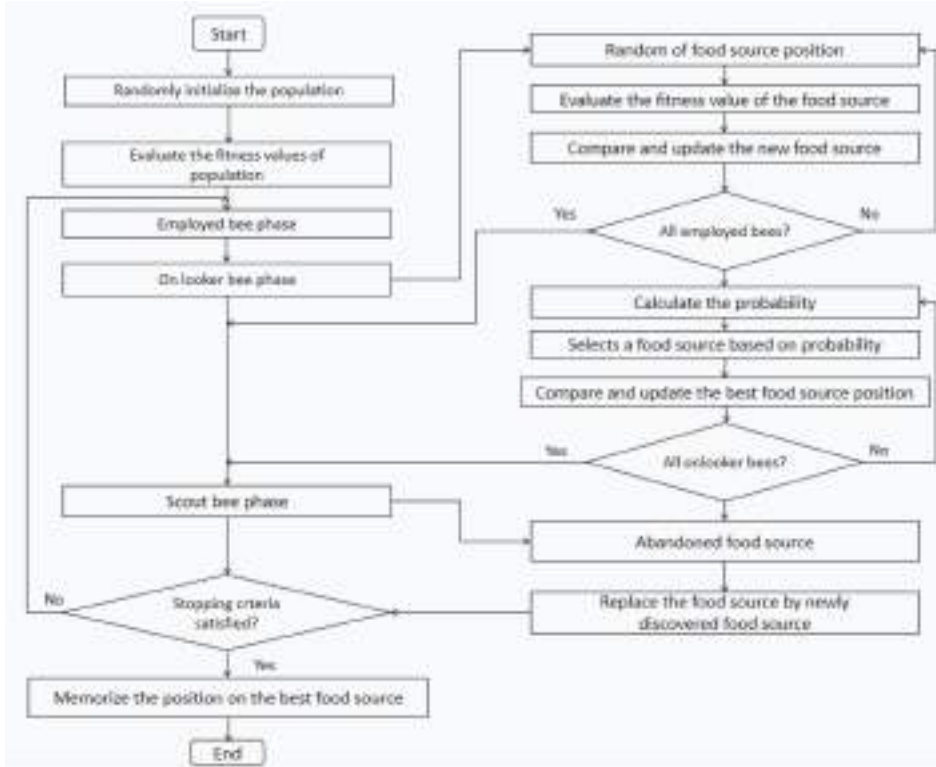 Start
Randomly initialize the population
Evaluate the fitness values of
population
Employed bee phase
On looker bee phase
Random of food source position
Evaluate the fitness value of the food source
Compare and update the new food source
Yes
All employed bees?
No
Calculate the probability
Selects a food source based on probability
Compare and update the best food source position
Yes
All onlooker bees?
No
Scout bee phase
Abandoned food source
No
Stopping criteria
satisfied?
Replace the food source by newly
discovered food source
Yes
Memorize the position on the best food source
End